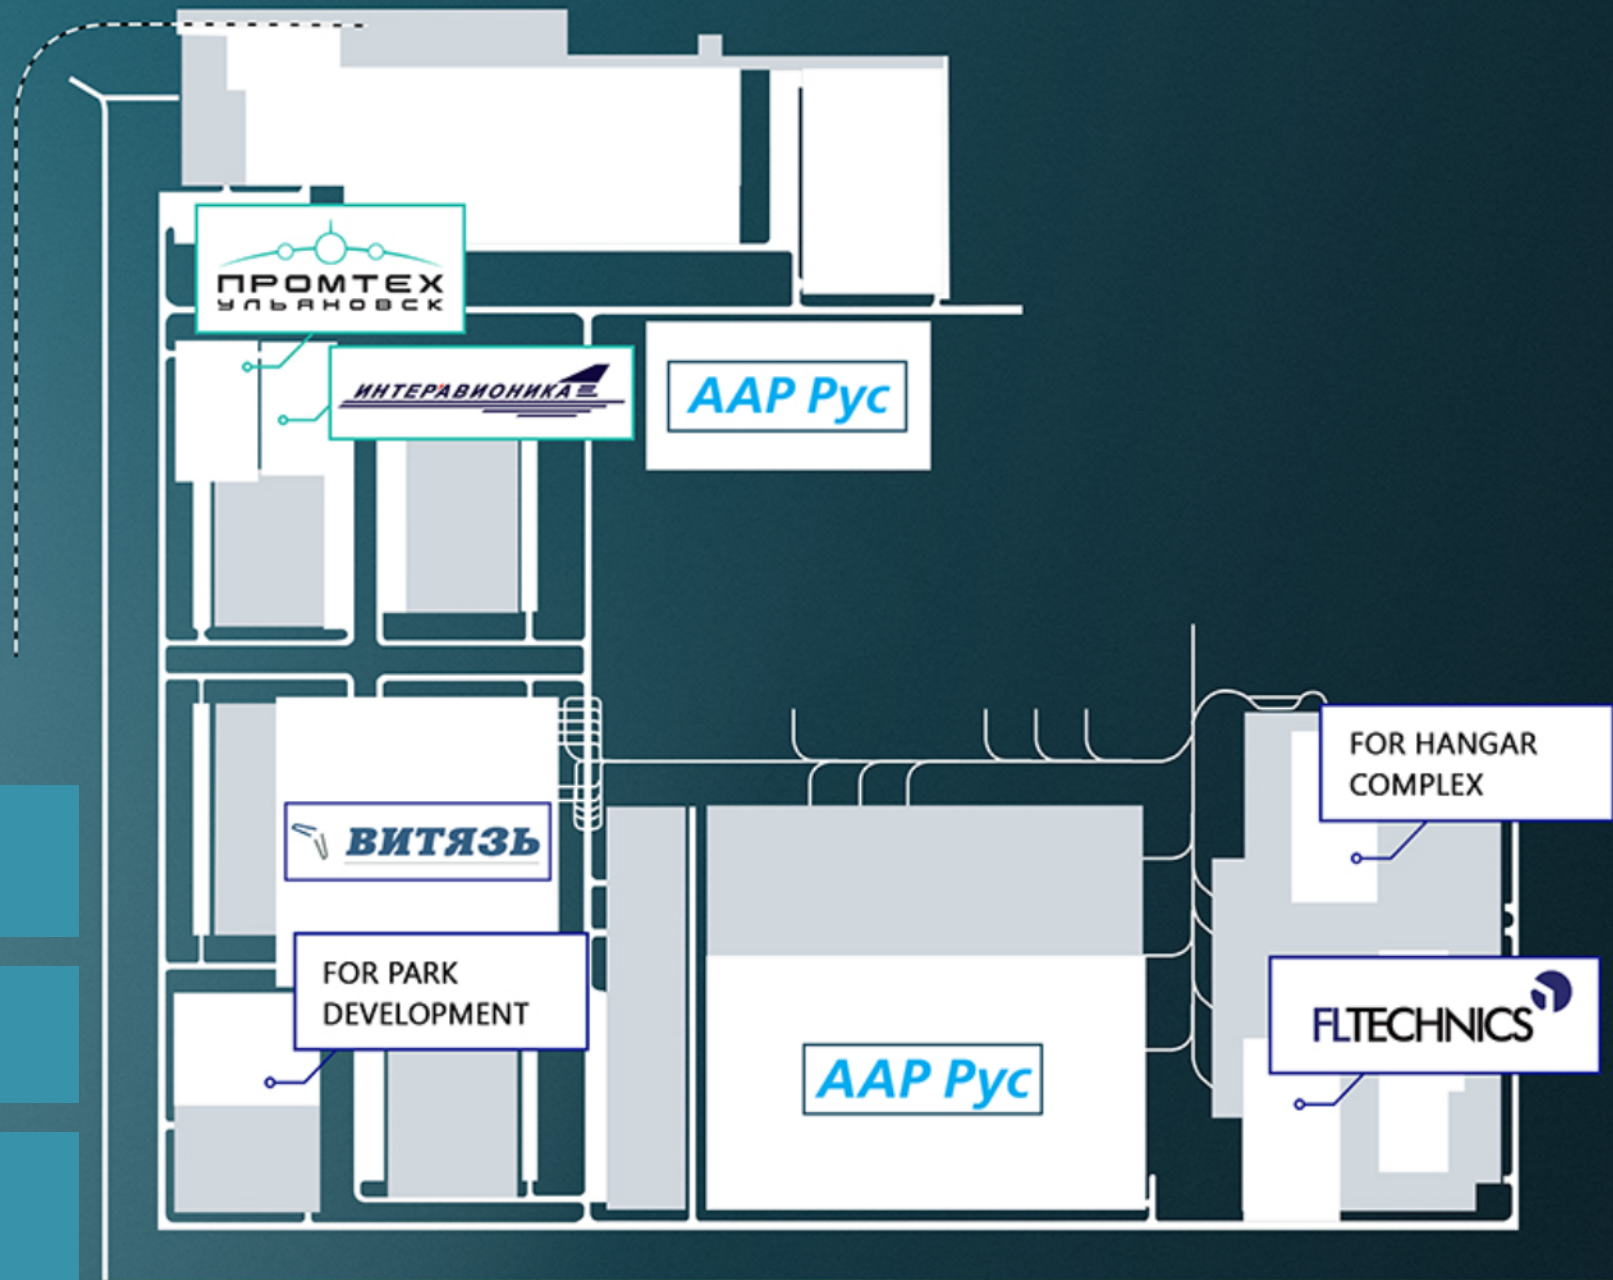 ПРОМТЕХ
УЛЬЯНОВСК
ИНТЕРАВИОНИКА
ААР Рус
FOR HANGAR
COMPLEX
ВИТЯЗЬ
FOR PARK
DEVELOPMENT
FLTECHNICS
ААР Рус